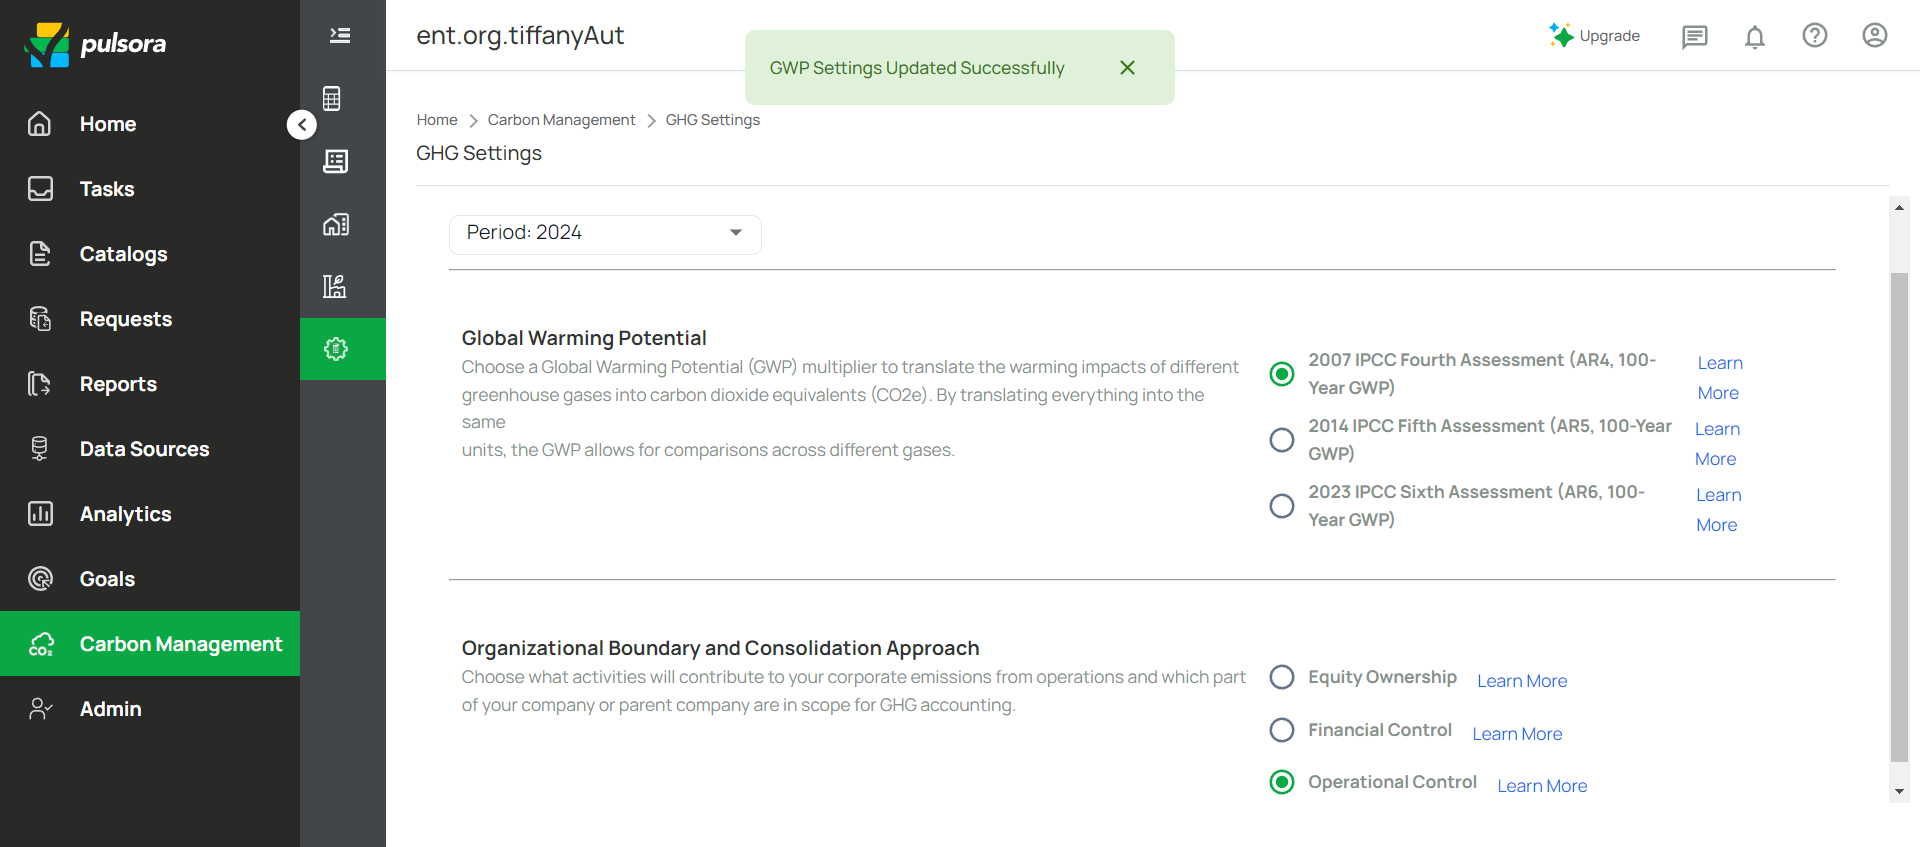 pulsora
Home
Tasks
Catalogs
Requests
Reports
Data Sources
Analytics
Goals
CO₂
Carbon Management
Admin
ent.org.tiffanyAut
GWP Settings Updated Successfully
Upgrade
Home
Carbon Management
GHG Settings
GHG Settings
Period: 2024
Global Warming Potential
Choose a Global Warming Potential (GWP) multiplier to translate the warming impacts of different
greenhouse gases into carbon dioxide equivalents (CO2e). By translating everything into the
same
units, the GWP allows for comparisons across different gases.
2007 IPCC Fourth Assessment (AR4, 100-
Year GWP)
Learn
More
2014 IPCC Fifth Assessment (AR5, 100-Year
GWP)
Learn
More
2023 IPCC Sixth Assessment (AR6, 100-
Year GWP)
Learn
More
Organizational Boundary and Consolidation Approach
Choose what activities will contribute to your corporate emissions from operations and which part
of your company or parent company are in scope for GHG accounting.
Equity Ownership
Learn More
Financial Control
Learn More
Operational Control
Learn More